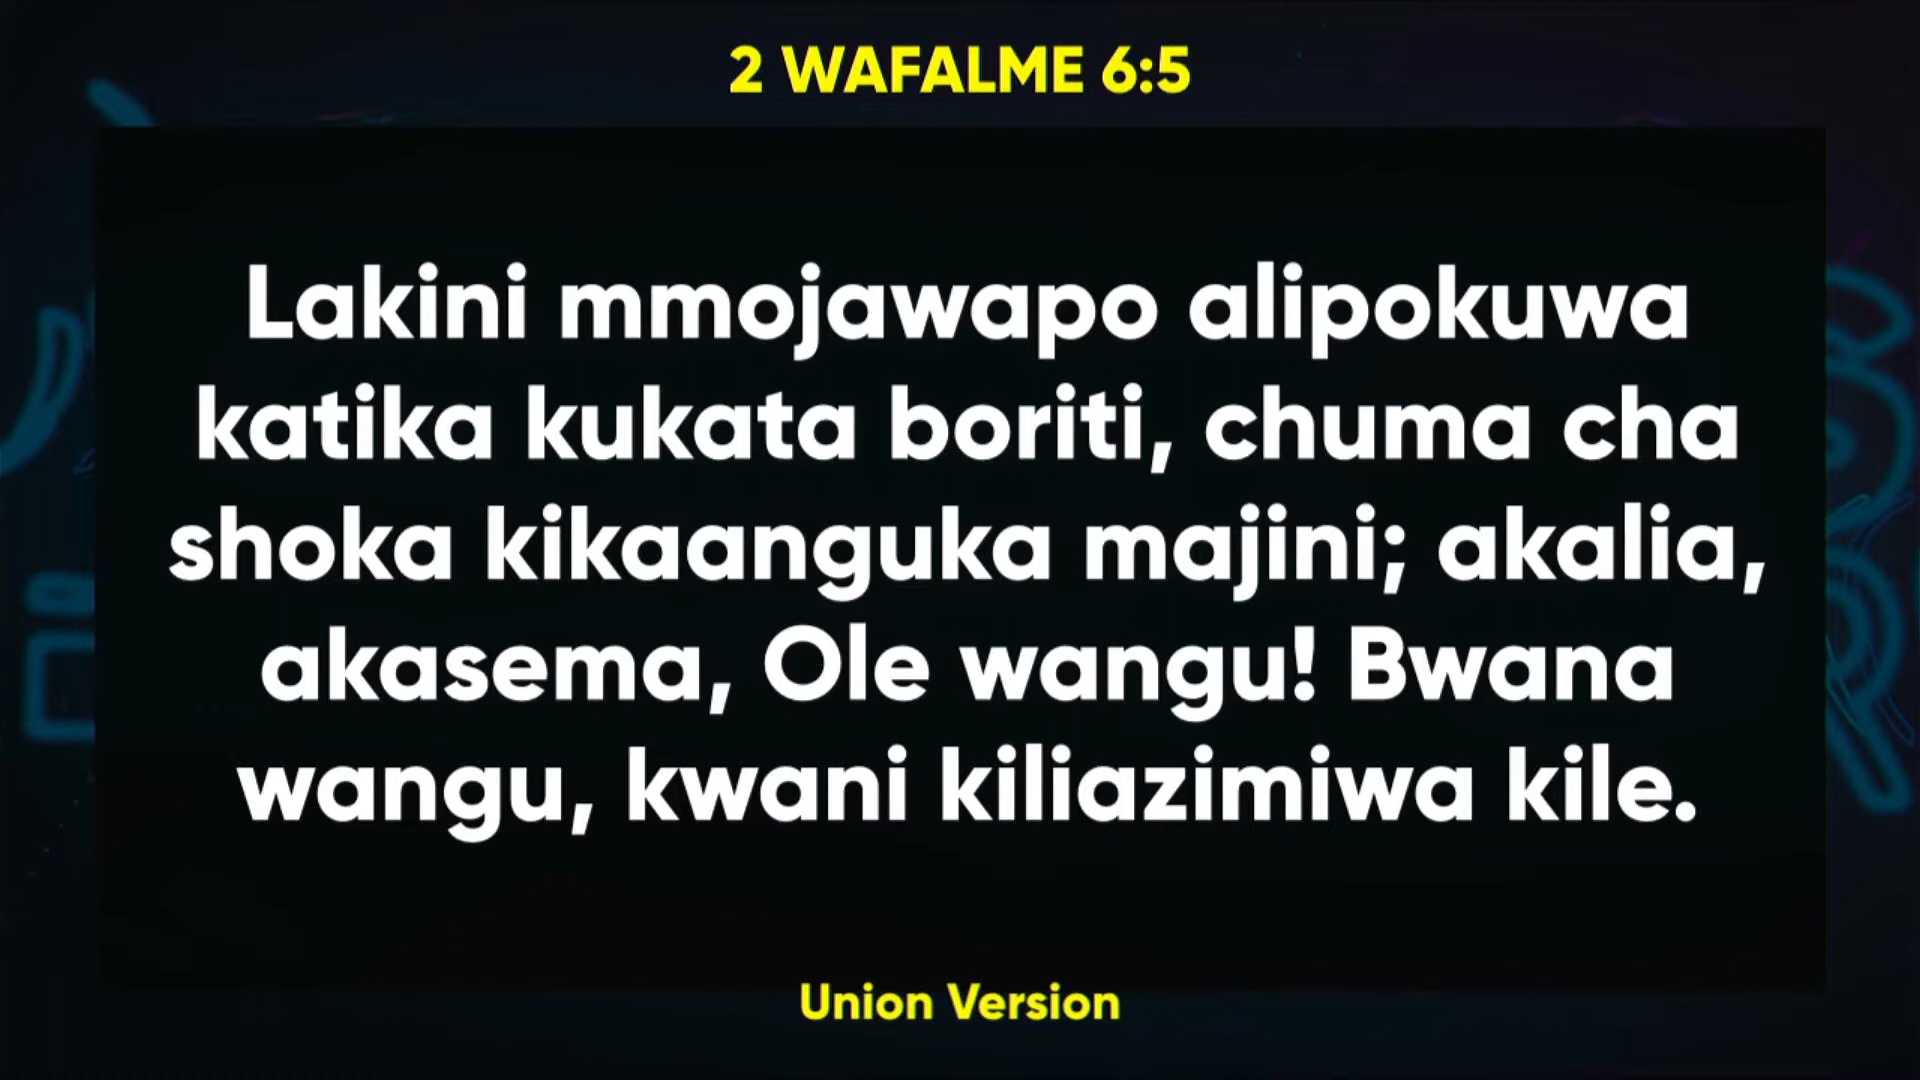 2 WAFALME 6:5
Lakini mmojawapo alipokuwa
katika kukata boriti, chuma cha
shoka kikaanguka majini; akalia,
akasema, Ole wangu! Bwana
wangu, kwani kiliazimiwa kile.
Union Version